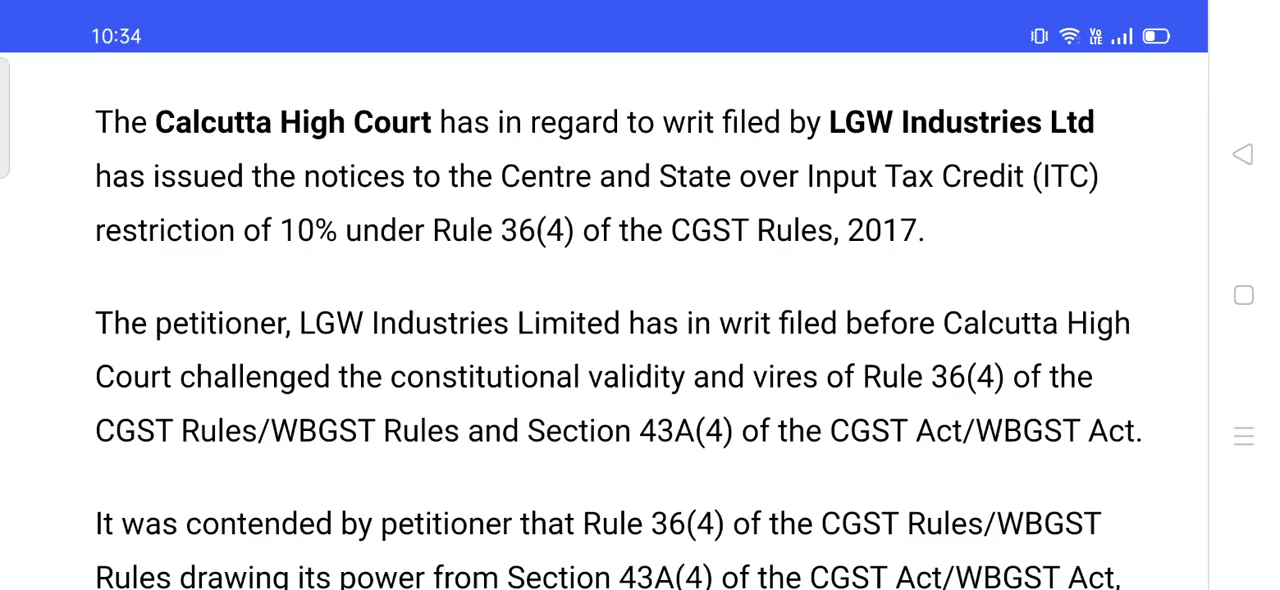 10:34
The Calcutta High Court has in regard to writ filed by LGW Industries Ltd
has issued the notices to the Centre and State over Input Tax Credit (ITC)
restriction of 10% under Rule 36(4) of the CGST Rules, 2017.
The petitioner, LGW Industries Limited has in writ filed before Calcutta High
Court challenged the constitutional validity and vires of Rule 36(4) of the
CGST Rules/WBGST Rules and Section 43A(4) of the CGST Act/WBGST Act.
It was contended by petitioner that Rule 36(4) of the CGST Rules/WBGST
Rules drawing its power from Section 43A(4) of the CGST Act/WBGST Act,